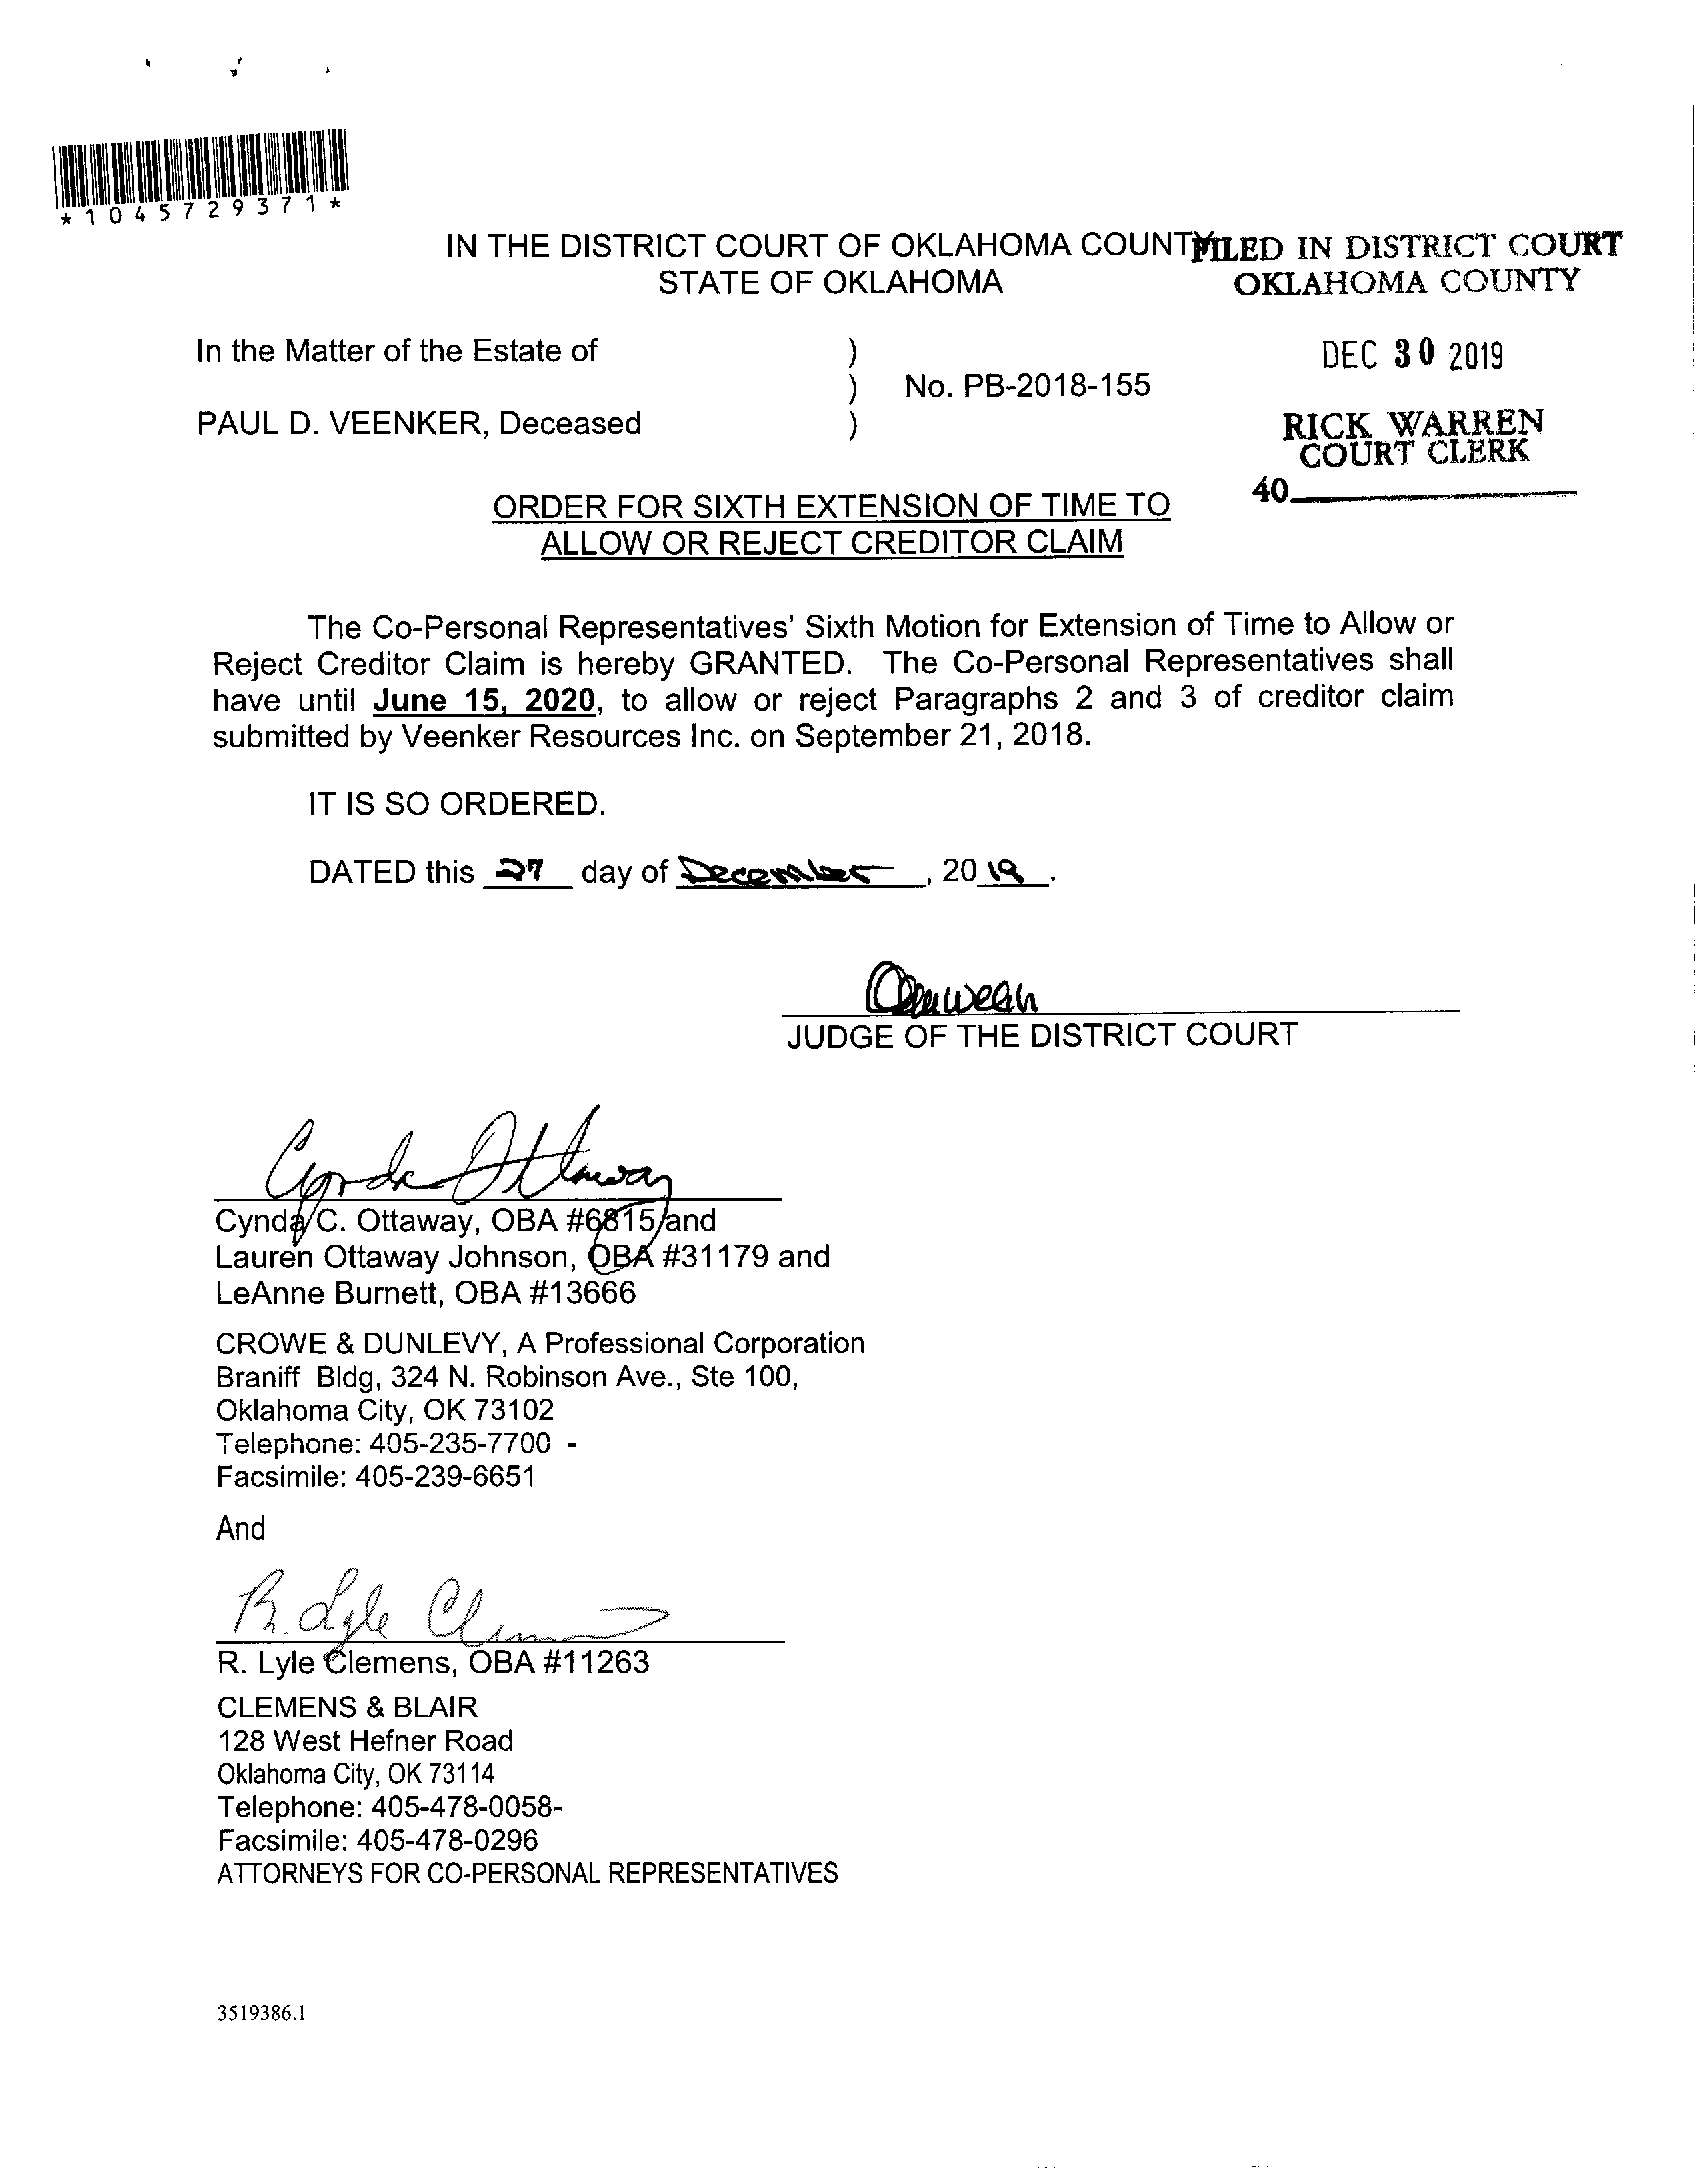 *1045729371*
IN THE DISTRICT COURT OF OKLAHOMA COUNTY
STATE OF OKLAHOMA
FILED IN DISTRICT COURT
OKLAHOMA COUNTY
DEC 30 2019
RICK WARREN
COURT CLERK
40
In the Matter of the Estate of )
) No. PB-2018-155
PAUL D. VEENKER, Deceased )
ORDER FOR SIXTH EXTENSION OF TIME TO
ALLOW OR REJECT CREDITOR CLAIM
The Co-Personal Representatives' Sixth Motion for Extension of Time to Allow or
Reject Creditor Claim is hereby GRANTED. The Co-Personal Representatives shall
have until June 15, 2020, to allow or reject Paragraphs 2 and 3 of creditor claim
submitted by Veenker Resources Inc. on September 21, 2018.
IT IS SO ORDERED.
DATED this 27 day of December, 2019.
JUDGE OF THE DISTRICT COURT
Cynda Ottaway
Cynda C. Ottaway, OBA #6815 and
Lauren Ottaway Johnson, OBA #31179 and
LeAnne Burnett, OBA #13666
CROWE & DUNLEVY, A Professional Corporation
Braniff Bldg, 324 N. Robinson Ave., Ste 100,
Oklahoma City, OK 73102
Telephone: 405-235-7700 -
Facsimile: 405-239-6651
And
R. Lyle Clemens
R. Lyle Clemens, OBA #11263
CLEMENS & BLAIR
128 West Hefner Road
Oklahoma City, OK 73114
Telephone: 405-478-0058-
Facsimile: 405-478-0296
ATTORNEYS FOR CO-PERSONAL REPRESENTATIVES
3519386.1